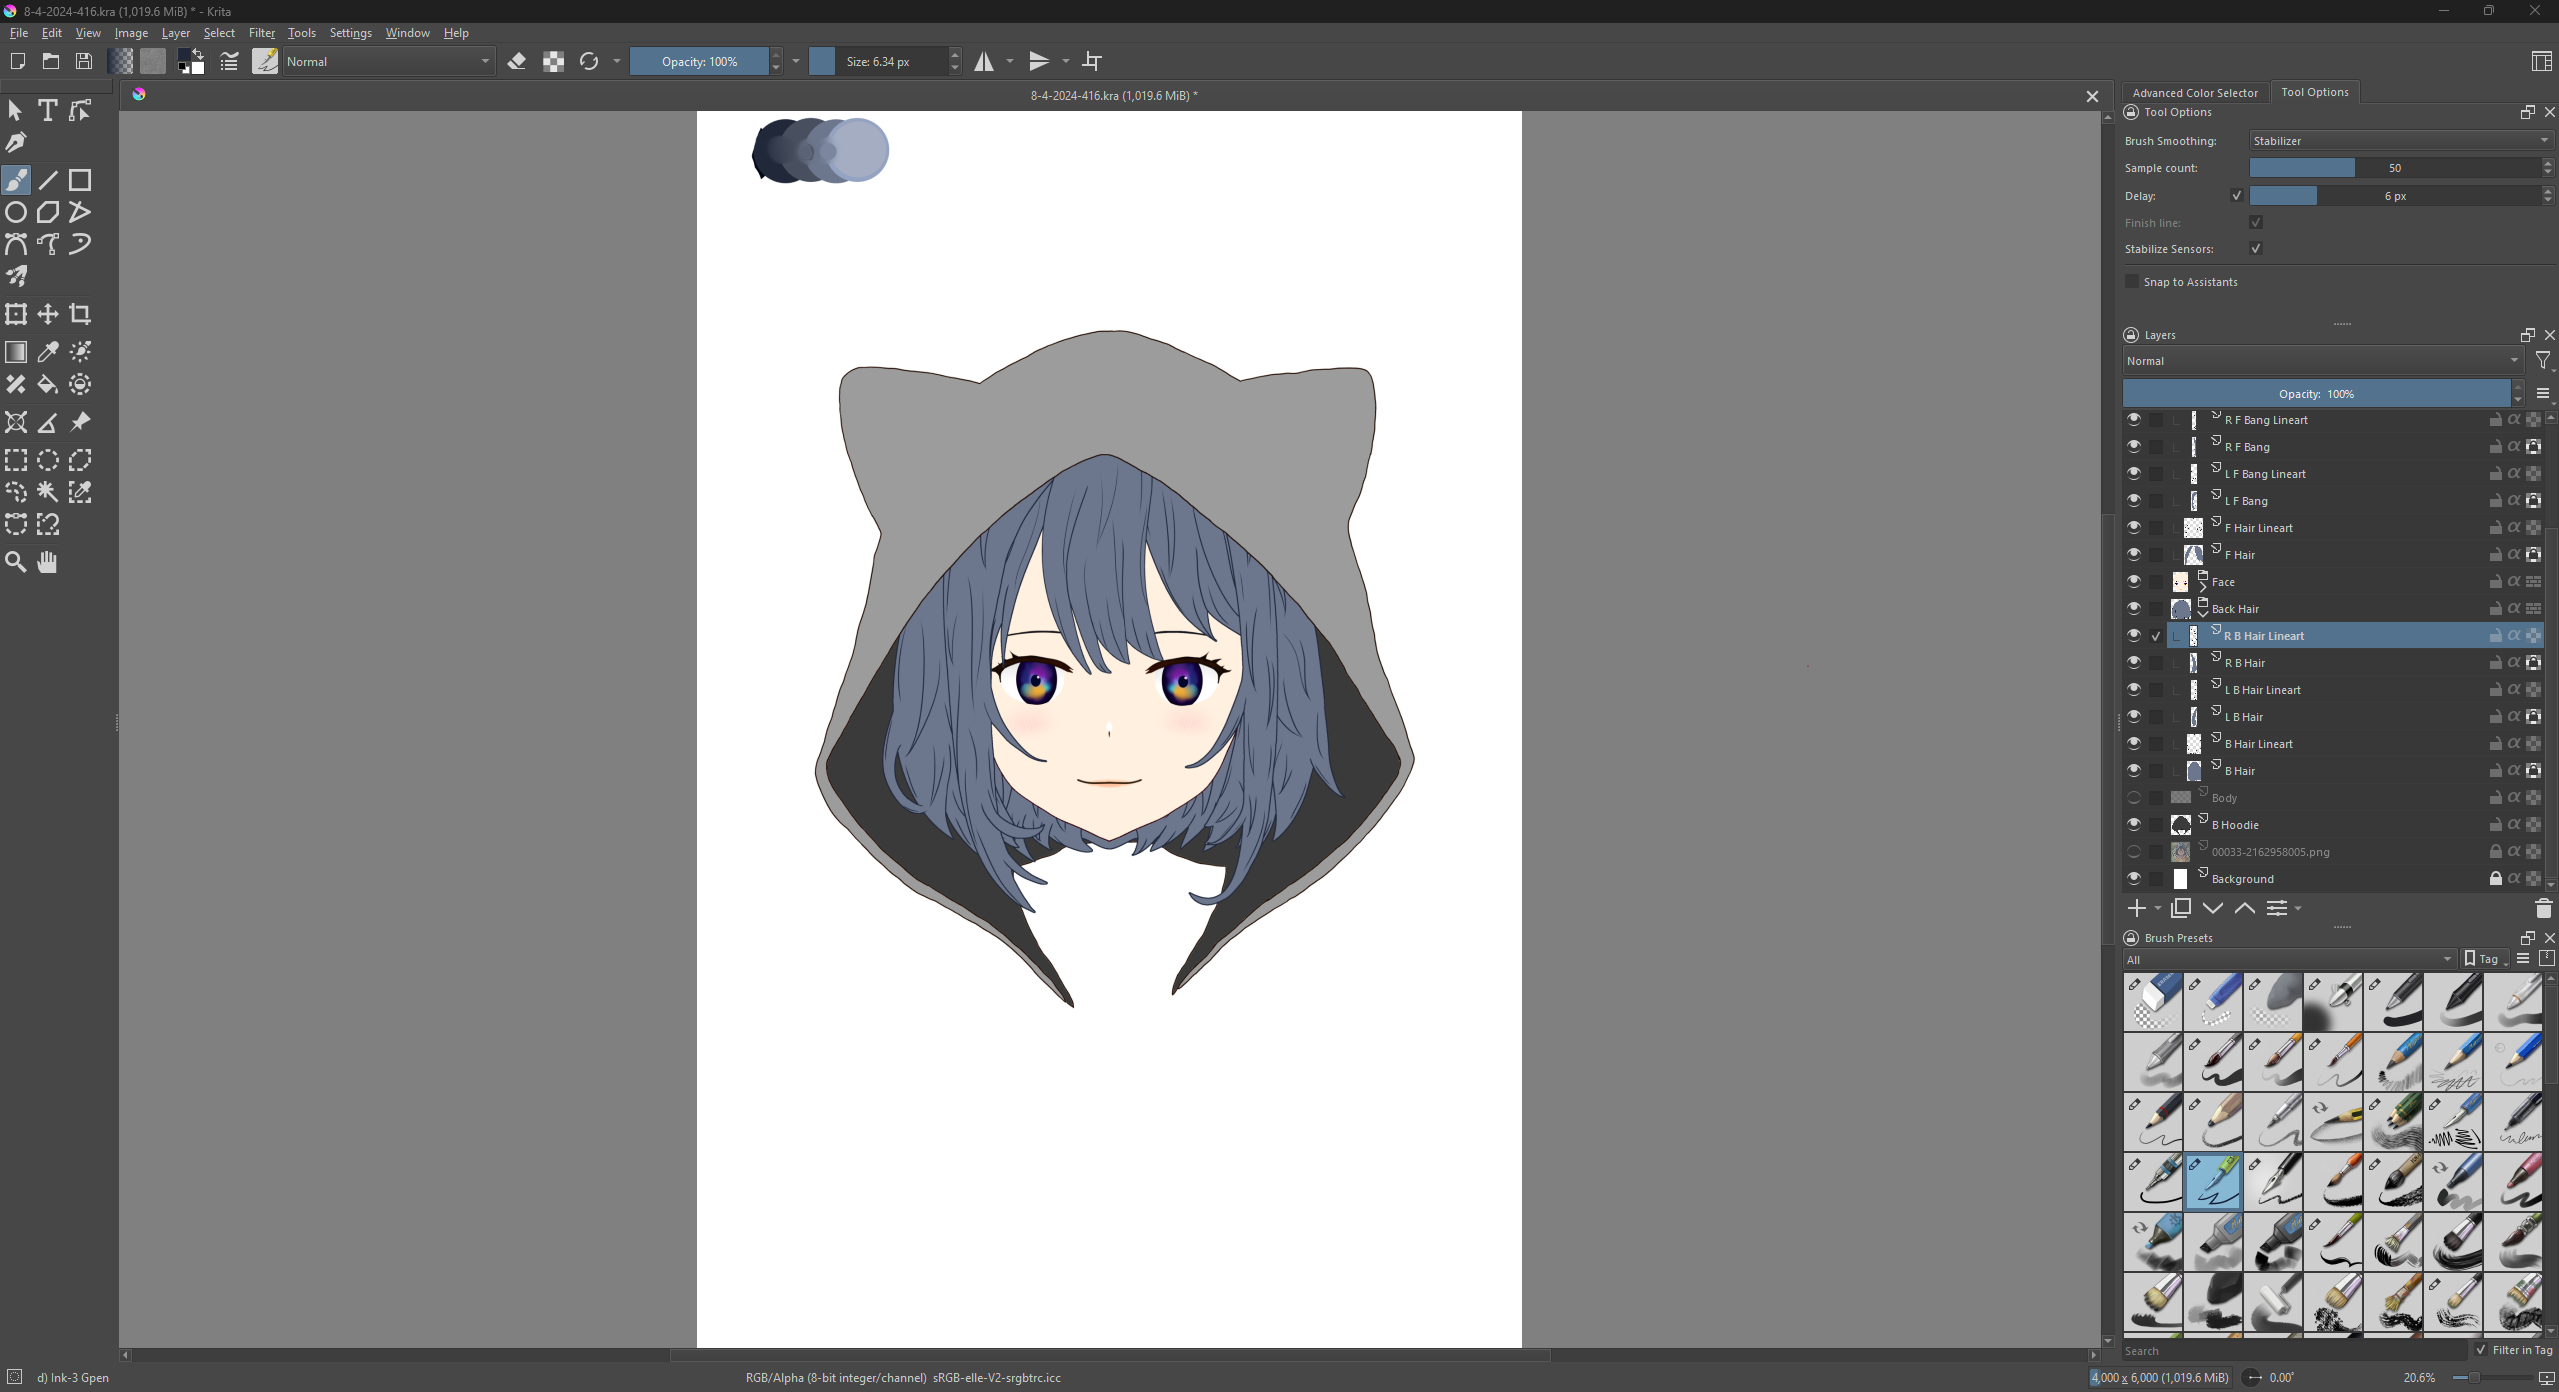 8-4-2024-416.kra (1,019.6 MiB) * - Krita
File Edit View Image Layer Select Filter Tools Settings Window Help
Normal
Opacity: 100%
Size: 6.34 px
8-4-2024-416.kra (1,019.6 MiB) *
Advanced Color Selector
Tool Options
Tool Options
Brush Smoothing: Stabilizer
Sample count: 50
Delay: 6 px
Finish line:
Stabilize Sensors:
Snap to Assistants
Layers
Normal
Opacity: 100%
R F Bang Lineart
R F Bang
L F Bang Lineart
L F Bang
F Hair Lineart
F Hair
Face
Back Hair
R B Hair Lineart
R B Hair
L B Hair Lineart
L B Hair
B Hair Lineart
B Hair
Body
B Hoodie
00033-2162958005.png
Background
Brush Presets
All
Tag
Search
Filter in Tag
d) Ink-3 Gpen
RGB/Alpha (8-bit integer/channel) sRGB-elle-V2-srgbtrc.icc
4,000 x 6,000 (1,019.6 MiB)
0.00°
20.6%